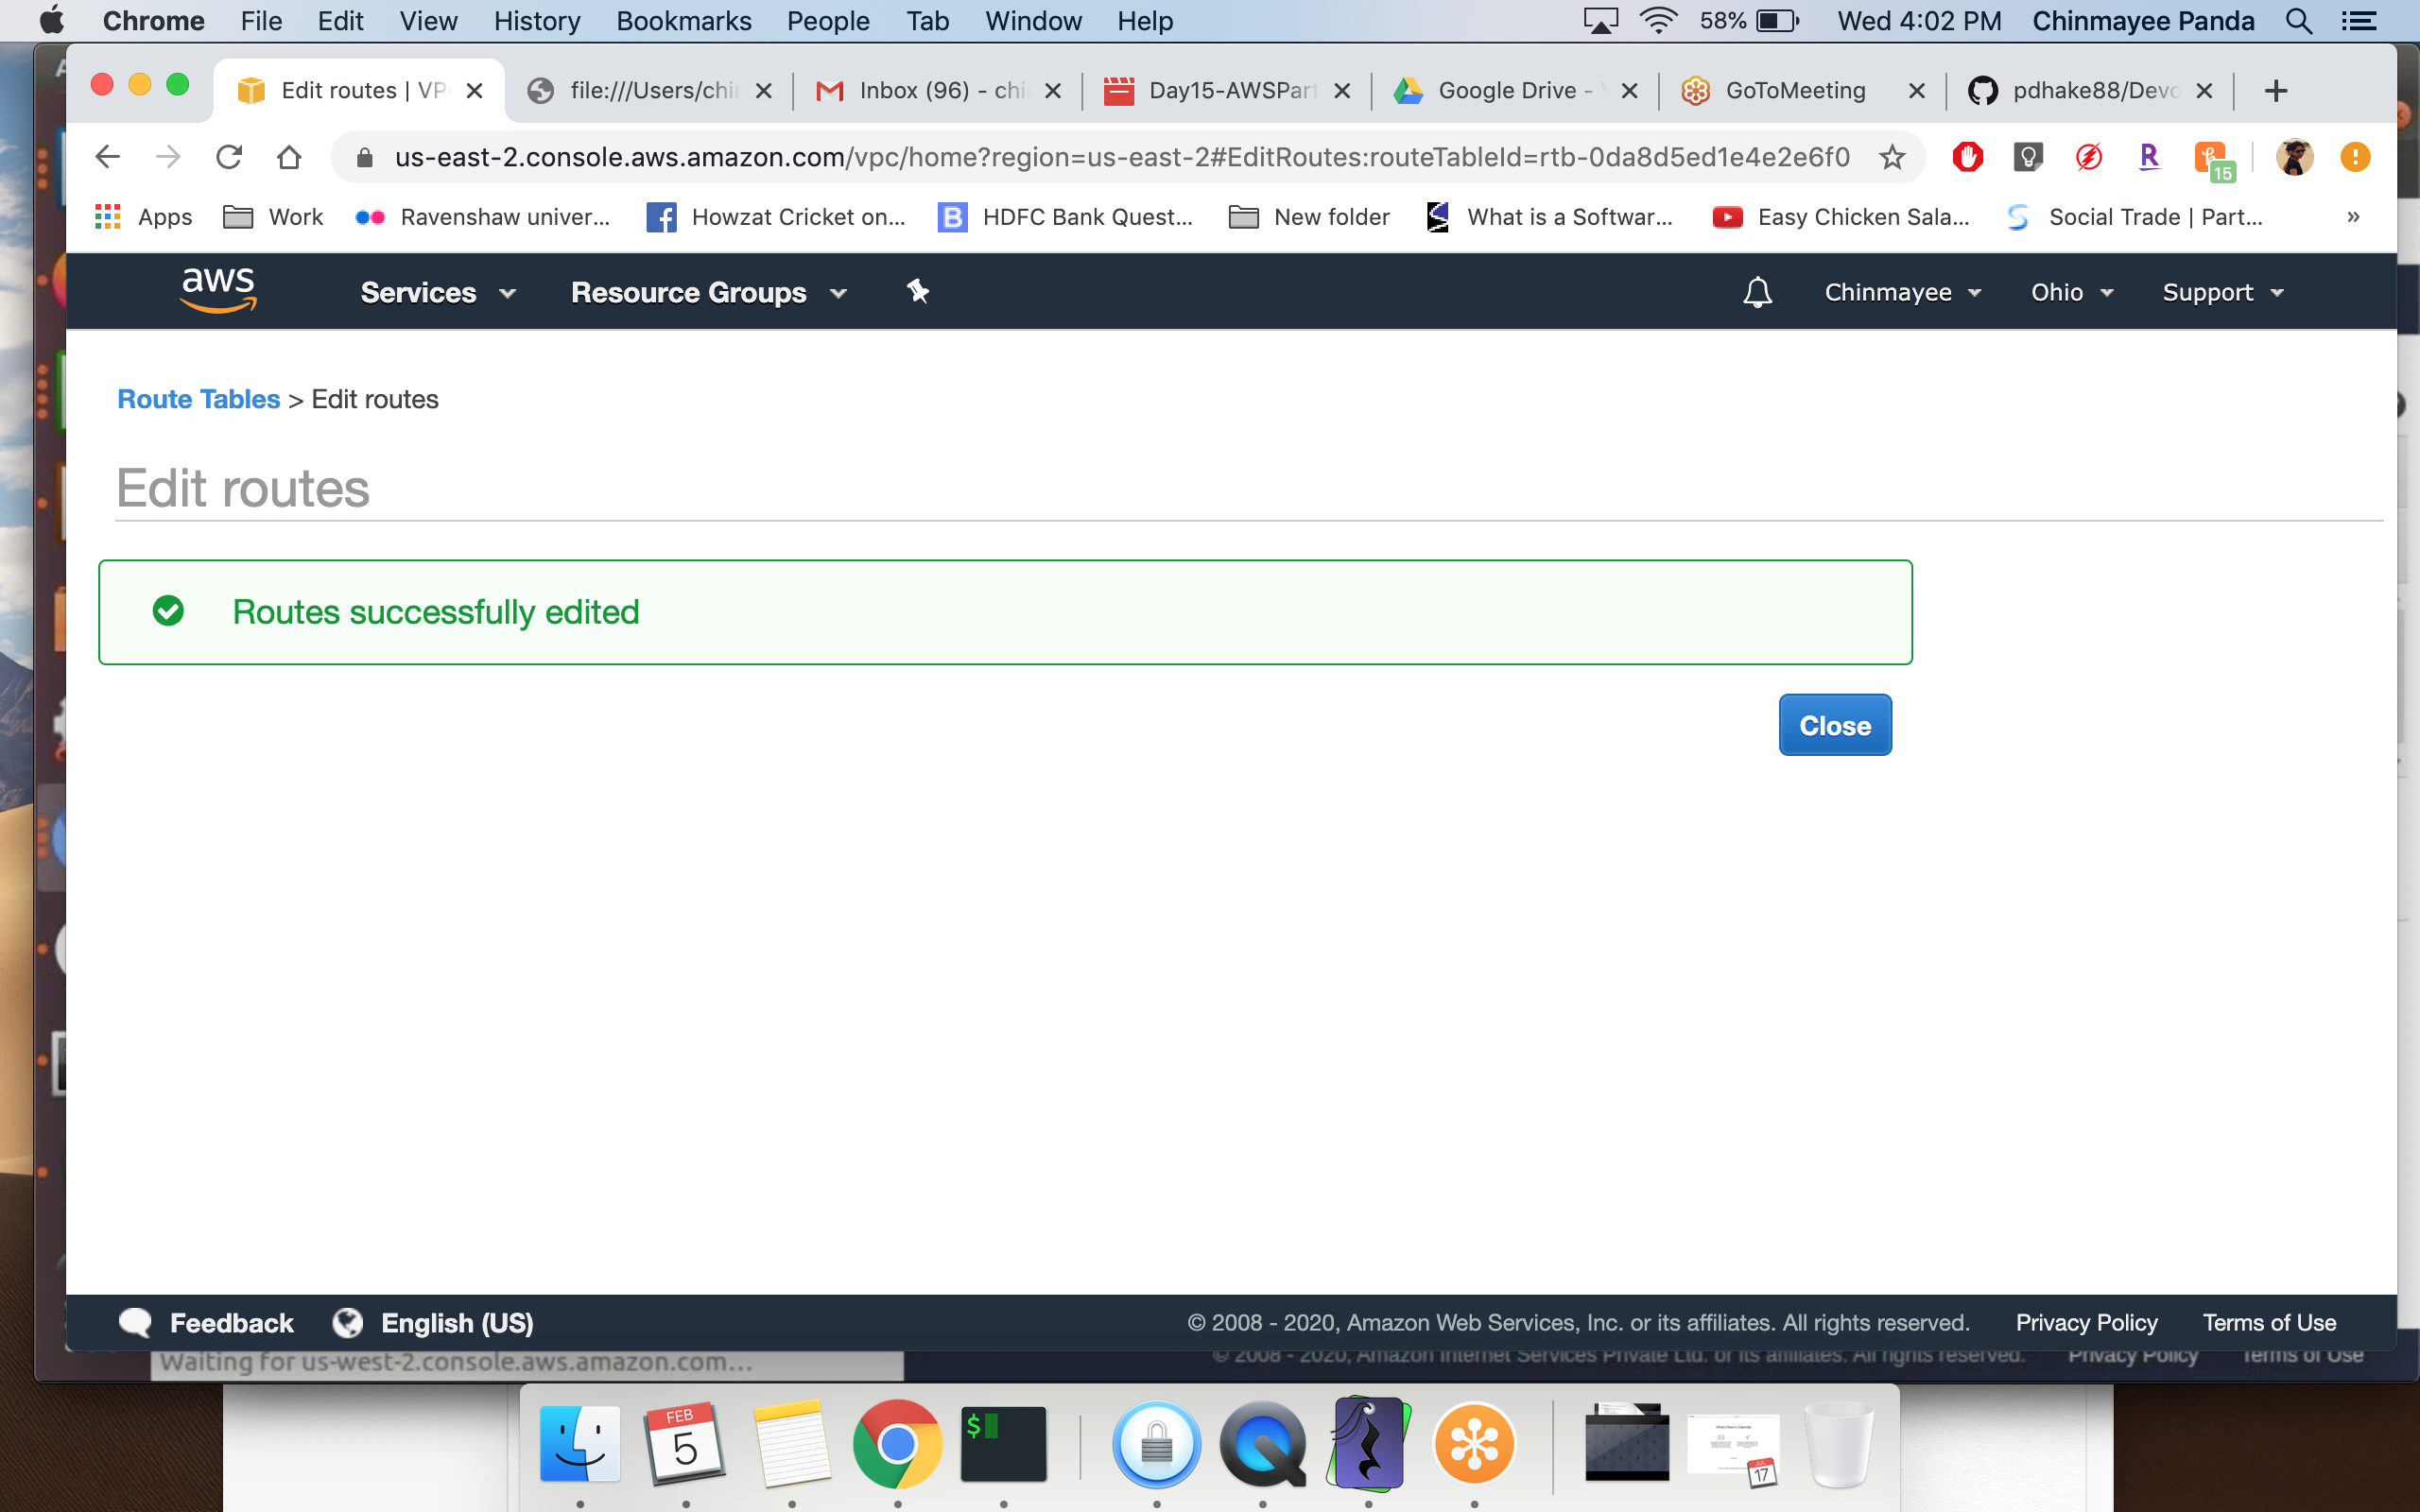 Chrome File Edit View History Bookmarks People Tab Window Help 58% Wed 4:02 PM Chinmayee Panda
Edit routes | VP file:///Users/chi Inbox (96) - chi Day15-AWSPart Google Drive - GoToMeeting pdhake88/Devo
us-east-2.console.aws.amazon.com/vpc/home?region=us-east-2#EditRoutes:routeTableId=rtb-0da8d5ed1e4e2e6f0 R 15
Apps Work Ravenshaw univer... Howzat Cricket on... B HDFC Bank Quest... New folder What is a Softwar... Easy Chicken Sala... Social Trade | Part... »
aws Services Resource Groups Chinmayee Ohio Support
Route Tables > Edit routes
Edit routes
Routes successfully edited
Close
Feedback English (US) © 2008 - 2020, Amazon Web Services, Inc. or its affiliates. All rights reserved. Privacy Policy Terms of Use
Waiting for us-west-2.console.aws.amazon.com... © 2008 - 2020, Amazon Internet Services Private Ltd. or its affiliates. All rights reserved. Privacy Policy Terms of Use
FEB
5
$
17